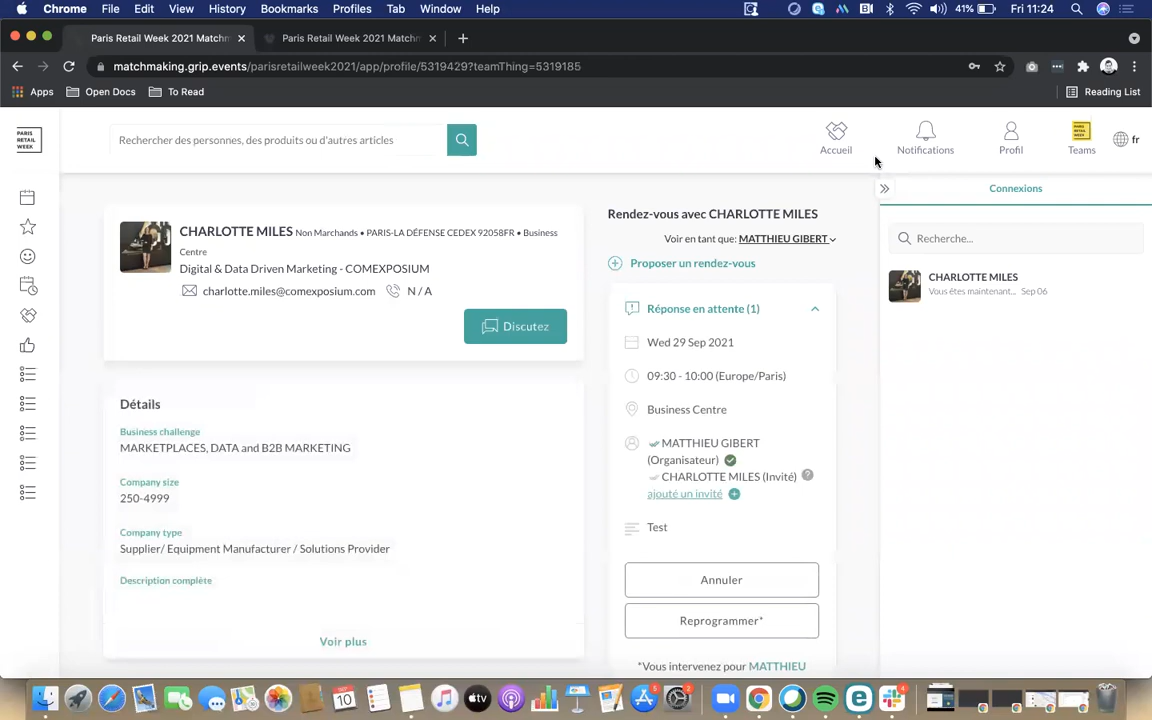 Chrome File Edit View History Bookmarks Profiles Tab Window Help 41% Fri 11:24
Paris Retail Week 2021 Matchm Paris Retail Week 2021 Matchm
matchmaking.grip.events/parisretailweek2021/app/profile/5319429?teamThing=5319185
Apps Open Docs To Read Reading List
PARIS
RETAIL
WEEK
Rechercher des personnes, des produits ou d'autres articles
Accueil Notifications Profil Teams fr
Connexions
Recherche...
CHARLOTTE MILES
Vous êtes maintenant... Sep 06
CHARLOTTE MILES Non Marchands • PARIS-LA DÉFENSE CEDEX 92058FR • Business
Centre
Digital & Data Driven Marketing - COMEXPOSIUM
charlotte.miles@comexposium.com N / A
Discutez
Détails
Business challenge
MARKETPLACES, DATA and B2B MARKETING
Company size
250-4999
Company type
Supplier/ Equipment Manufacturer / Solutions Provider
Description complète
Voir plus
Rendez-vous avec CHARLOTTE MILES
Voir en tant que: MATTHIEU GIBERT
Proposer un rendez-vous
Réponse en attente (1)
Wed 29 Sep 2021
09:30 - 10:00 (Europe/Paris)
Business Centre
MATTHIEU GIBERT
(Organisateur)
CHARLOTTE MILES (Invité)
ajouté un invité
Test
Annuler
Reprogrammer*
*Vous intervenez pour MATTHIEU